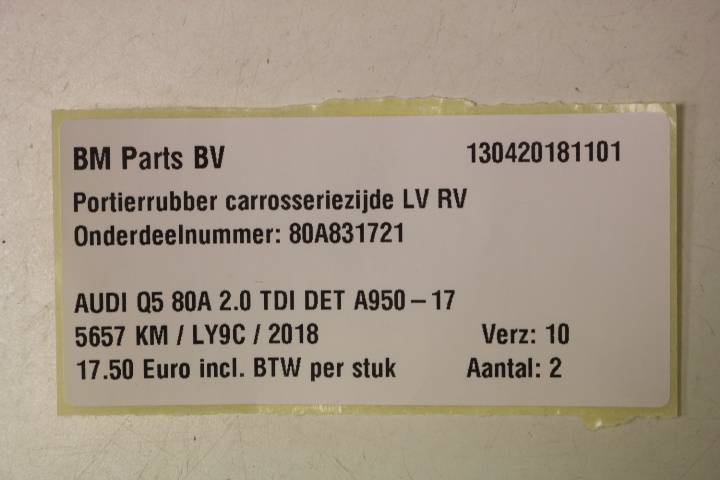 BM Parts BV 130420181101
Portierrubber carrosseriezijde LV RV
Onderdeelnummer: 80A831721
AUDI Q5 80A 2.0 TDI DET A950-17
5657 KM / LY9C / 2018 Verz: 10
17.50 Euro incl. BTW per stuk Aantal: 2